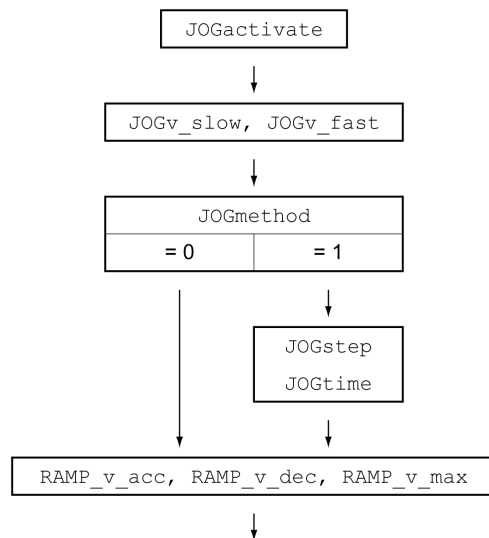 JOGactivate
JOGv_slow, JOGv_fast
JOGmethod
= 0 = 1
JOGstep
JOGtime
RAMP_v_acc, RAMP_v_dec, RAMP_v_max